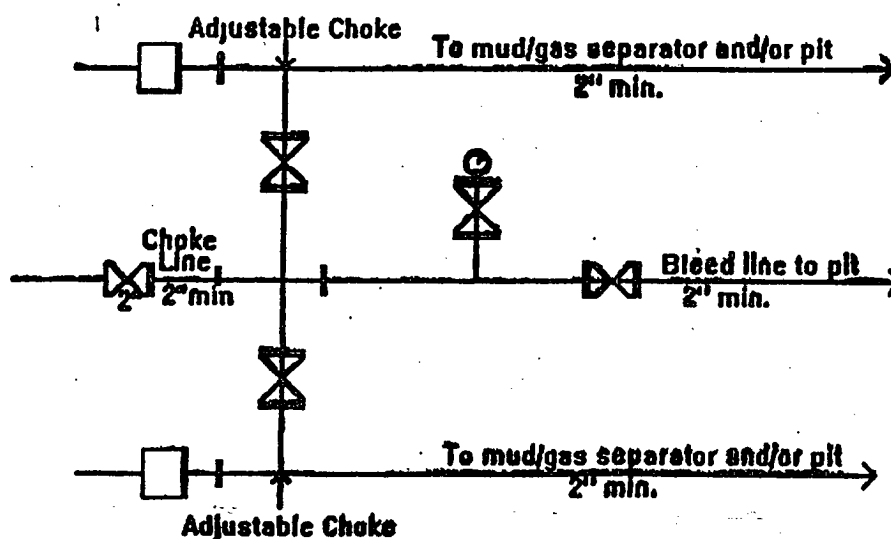 Adjustable Choke
To mud/gas separator and/or pit
2" min.
Choke
Line
2" 2" min
Bleed line to pit
2" min.
To mud/gas separator and/or pit
2" min.
Adjustable Choke